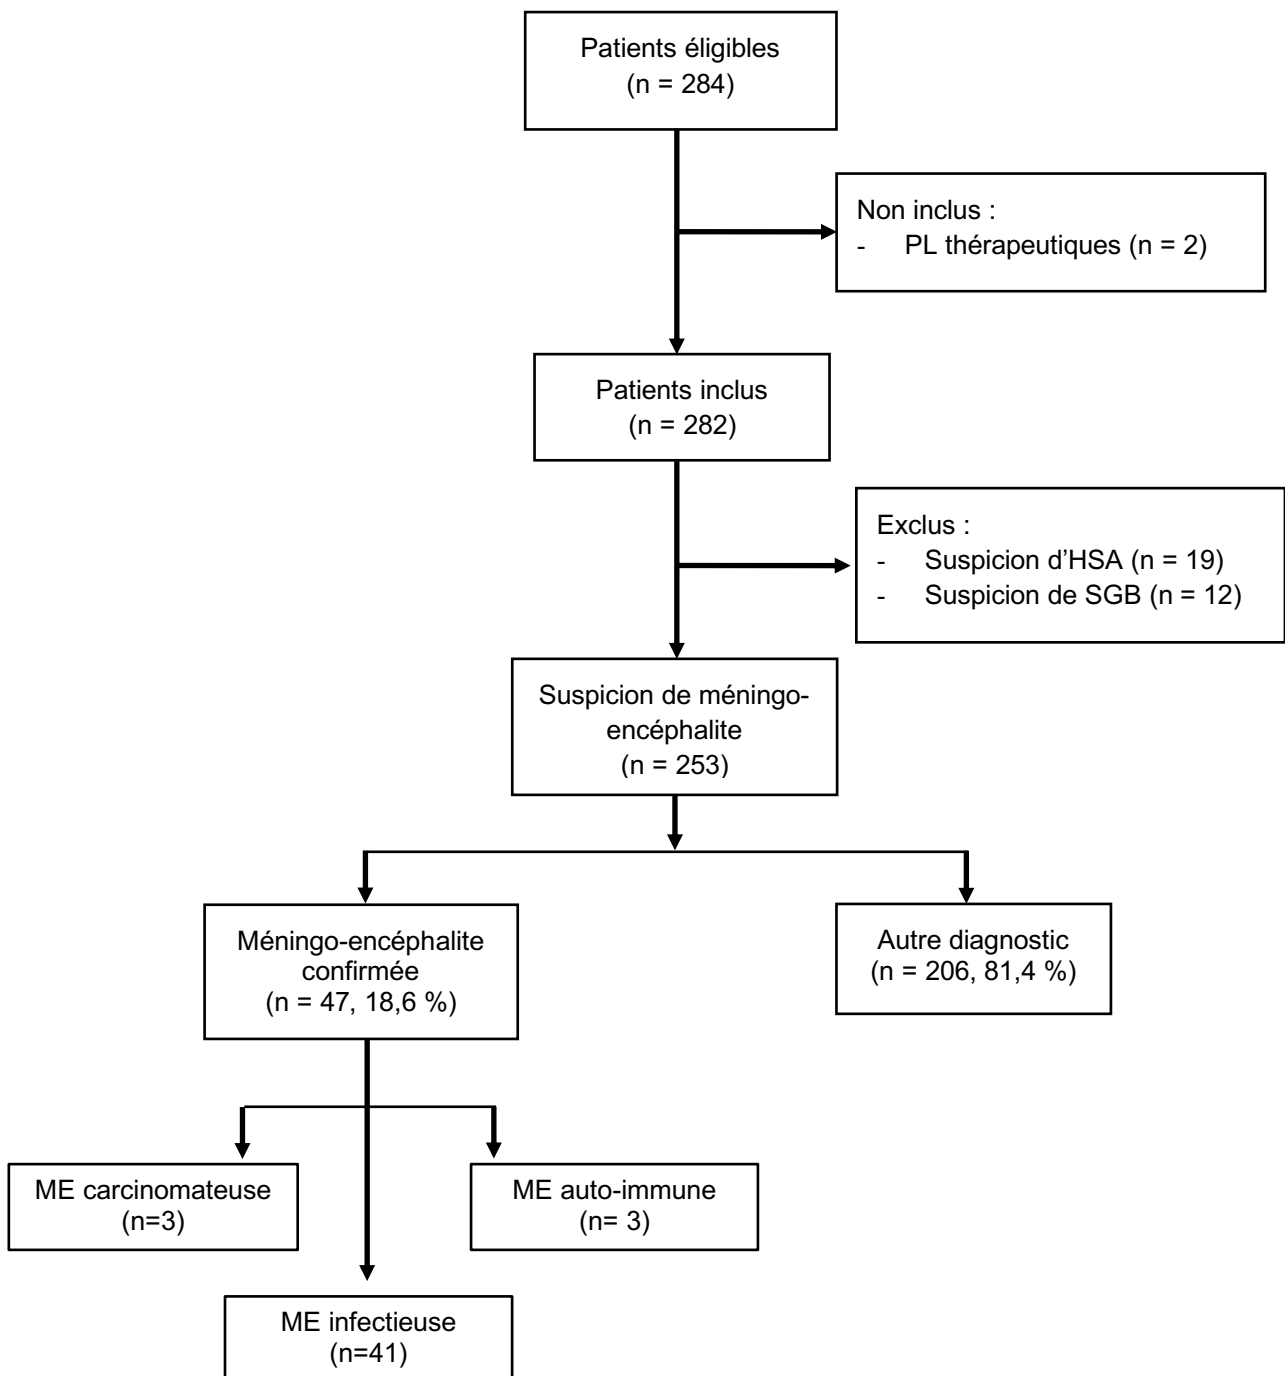 Patients éligibles
(n = 284)
Non inclus :
- PL thérapeutiques (n = 2)
Patients inclus
(n = 282)
Exclus :
- Suspicion d’HSA (n = 19)
- Suspicion de SGB (n = 12)
Suspicion de méningo-
encéphalite
(n = 253)
Méningo-encéphalite
confirmée
(n = 47, 18,6 %)
Autre diagnostic
(n = 206, 81,4 %)
ME carcinomateuse
(n=3)
ME auto-immune
(n= 3)
ME infectieuse
(n=41)